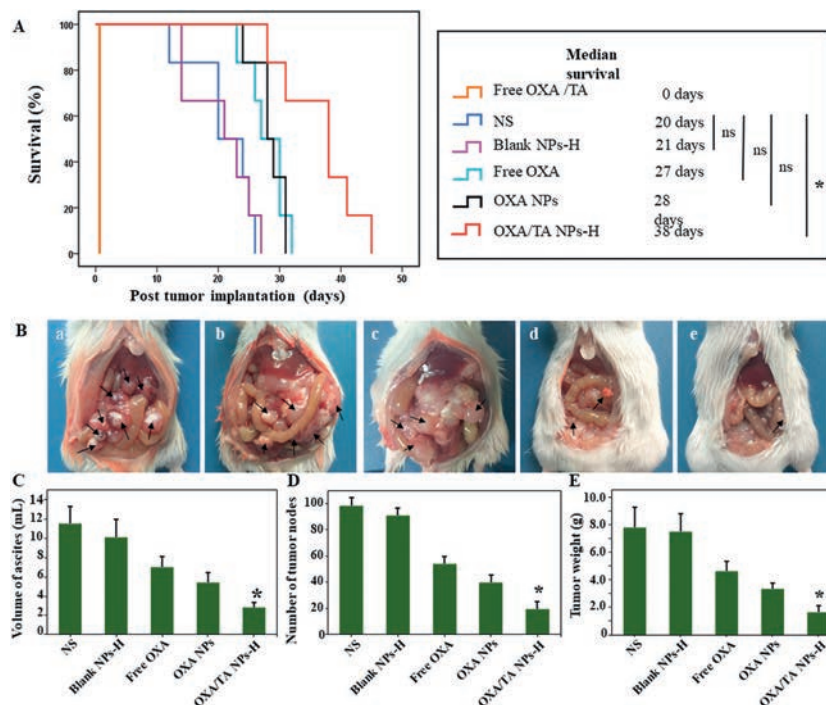 A
Survival (%)
100
80
60
40
20
0
0 10 20 30 40 50
Post tumor implantation (days)
Median
survival
Free OXA /TA 0 days
NS 20 days
Blank NPs-H 21 days
Free OXA 27 days
OXA NPs 28
days
OXA/TA NPs-H 38 days
ns
ns
ns
*
B
a b c d e
C
Volume of ascites (mL)
14
12
10
8
6
4
2
0
*
NS Blank NPs-H Free OXA OXA NPs OXA/TA NPs-H
D
Number of tumor nodes
100
80
60
40
20
0
*
NS Blank NPs-H Free OXA OXA NPs OXA/TA NPs-H
E
Tumor weight (g)
10.0
8.0
6.0
4.0
2.0
0
*
NS Blank NPs-H Free OXA OXA NPs OXA/TA NPs-H